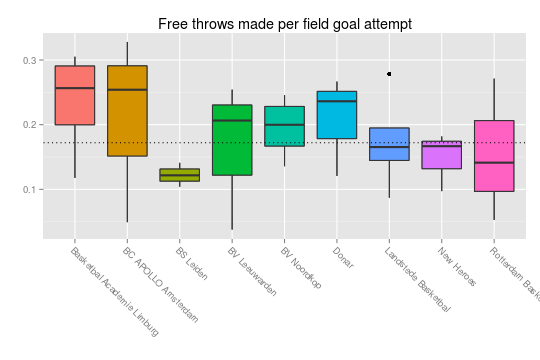 Free throws made per field goal attempt
0.3
0.2
0.1
Basketbal Academie Limburg
BC APOLLO Amsterdam
BS Leiden
BV Leeuwarden
BV Noordkop
Donar
Landstede Basketbal
New Heroes
Rotterdam